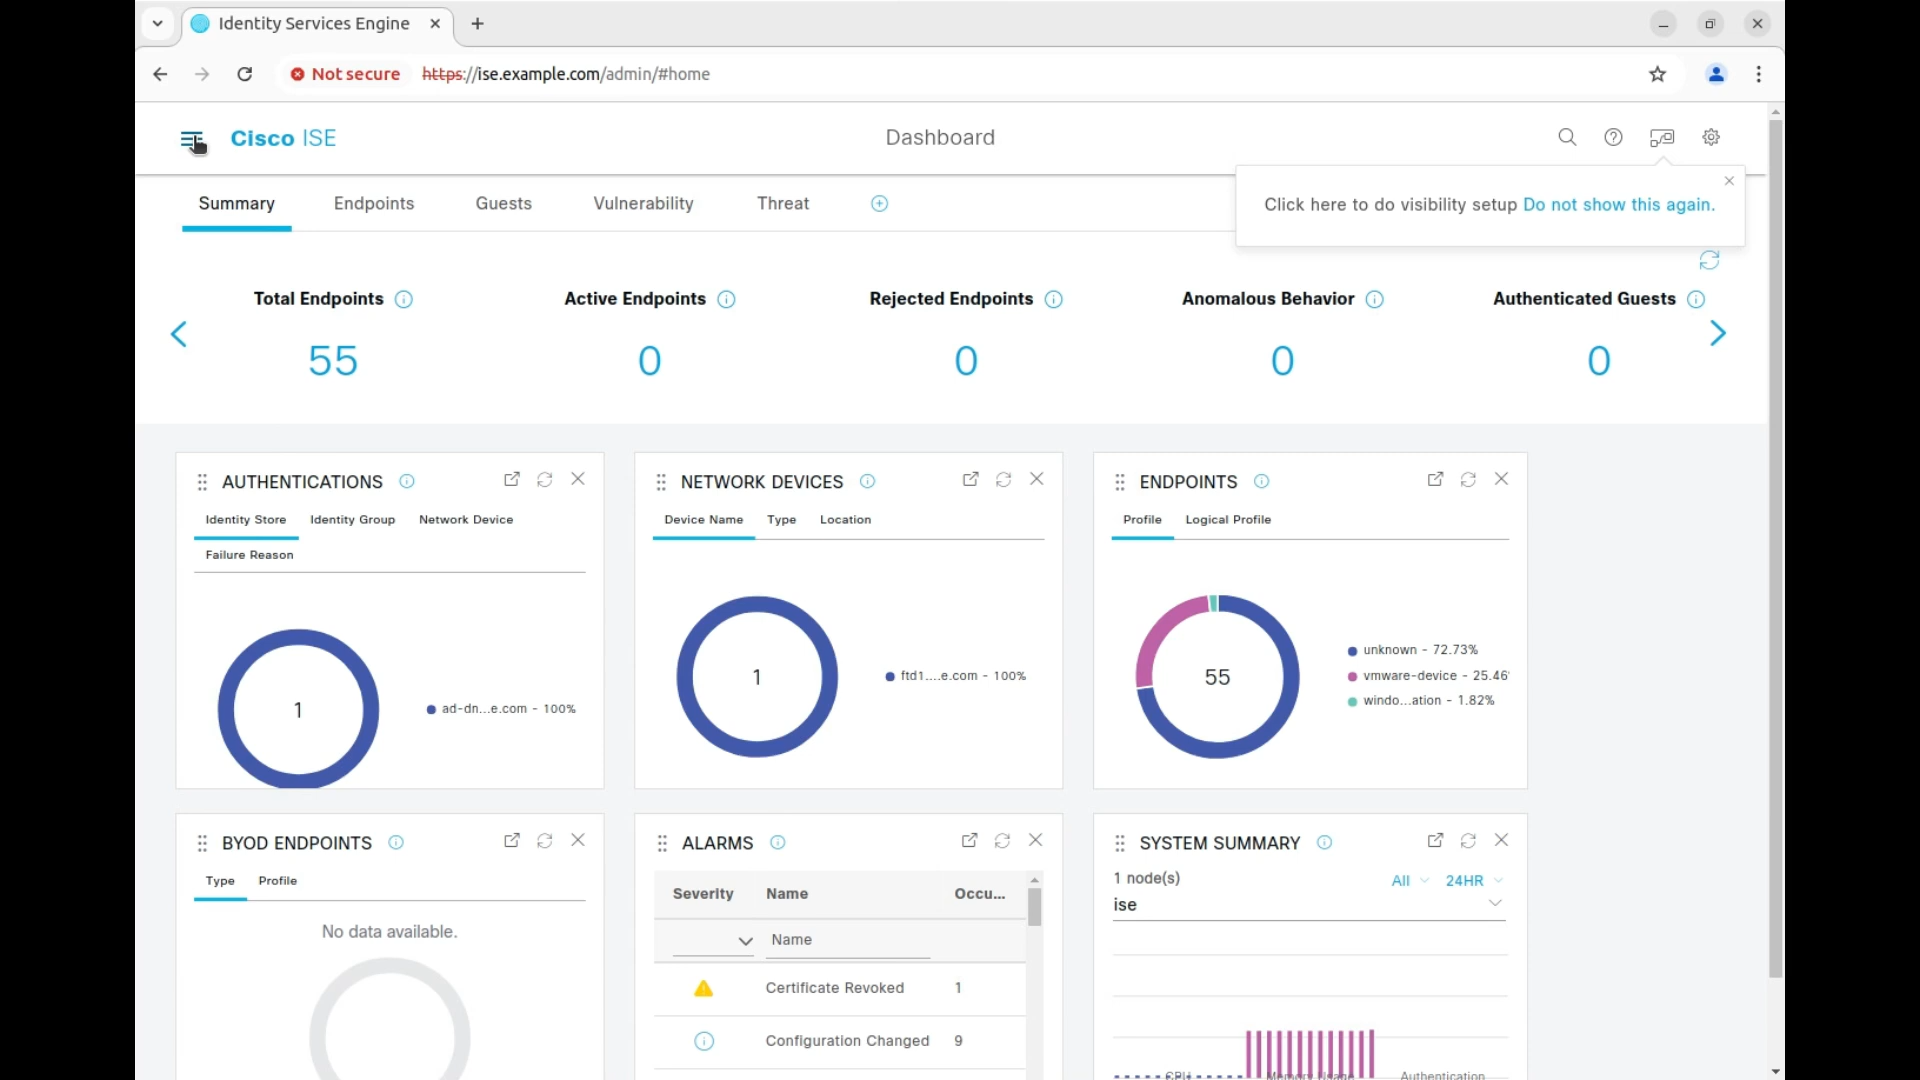 Identity Services Engine
Not secure https://ise.example.com/admin/#home
Cisco ISE
Dashboard
Summary Endpoints Guests Vulnerability Threat
Click here to do visibility setup Do not show this again.
Total Endpoints Active Endpoints Rejected Endpoints Anomalous Behavior Authenticated Guests
55 0 0 0 0
AUTHENTICATIONS
Identity Store Identity Group Network Device
Failure Reason
1
ad-dn...e.com - 100%
NETWORK DEVICES
Device Name Type Location
1
ftd1....e.com - 100%
ENDPOINTS
Profile Logical Profile
55
unknown - 72.73%
vmware-device - 25.46
windo...ation - 1.82%
BYOD ENDPOINTS
Type Profile
No data available.
ALARMS
Severity Name Occu...
Name
Certificate Revoked 1
Configuration Changed 9
SYSTEM SUMMARY
1 node(s)
All 24HR
ise
CPU Memory Usage Authentication